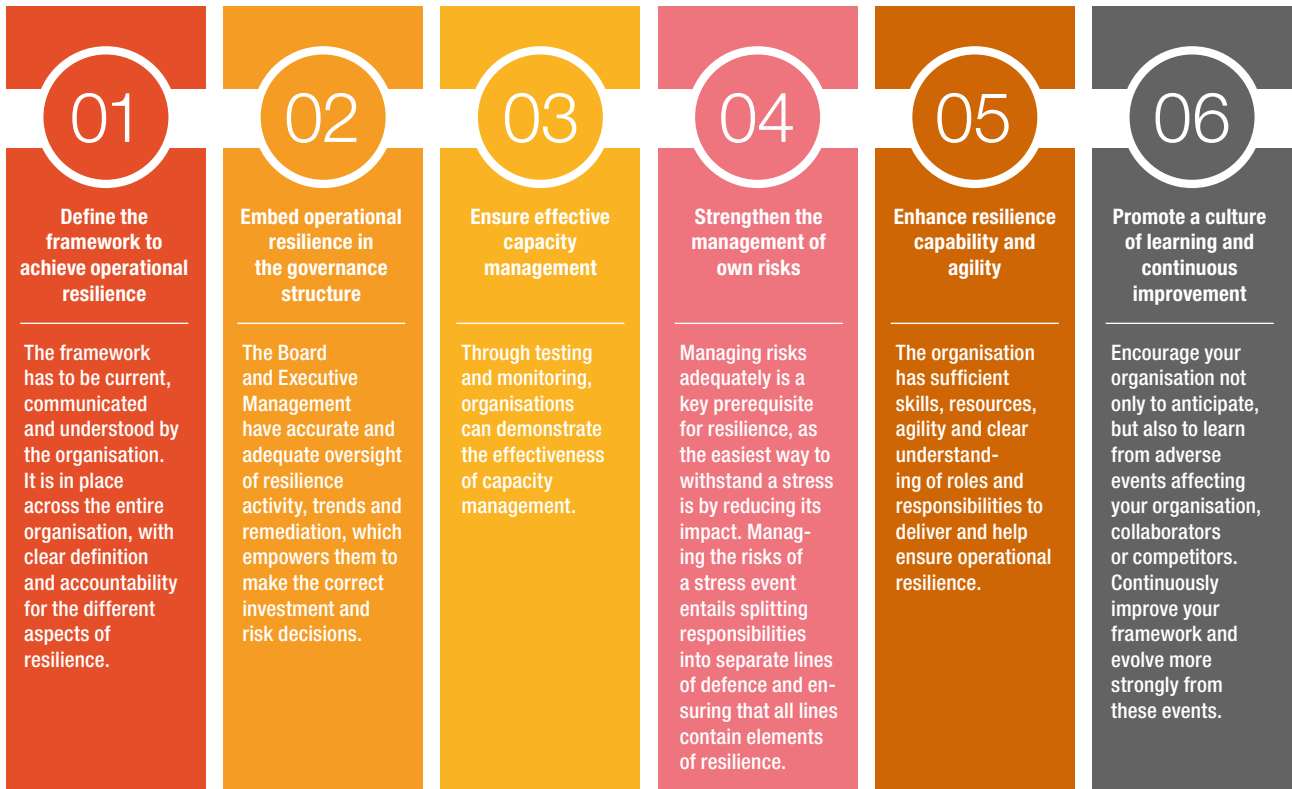 01
Define the
framework to
achieve operational
resilience
The framework
has to be current,
communicated
and understood by
the organisation.
It is in place
across the entire
organisation, with
clear definition
and accountability
for the different
aspects of
resilience.
02
Embed operational
resilience in
the governance
structure
The Board
and Executive
Management
have accurate and
adequate oversight
of resilience
activity, trends and
remediation, which
empowers them to
make the correct
investment and
risk decisions.
03
Ensure effective
capacity
management
Through testing
and monitoring,
organisations
can demonstrate
the effectiveness
of capacity
management.
04
Strengthen the
management of
own risks
Managing risks
adequately is a
key prerequisite
for resilience, as
the easiest way to
withstand a stress
is by reducing its
impact. Manag-
ing the risks of
a stress event
entails splitting
responsibilities
into separate lines
of defence and en-
suring that all lines
contain elements
of resilience.
05
Enhance resilience
capability and
agility
The organisation
has sufficient
skills, resources,
agility and clear
understand-
ing of roles and
responsibilities to
deliver and help
ensure operational
resilience.
06
Promote a culture
of learning and
continuous
improvement
Encourage your
organisation not
only to anticipate,
but also to learn
from adverse
events affecting
your organisation,
collaborators
or competitors.
Continuously
improve your
framework and
evolve more
strongly from
these events.